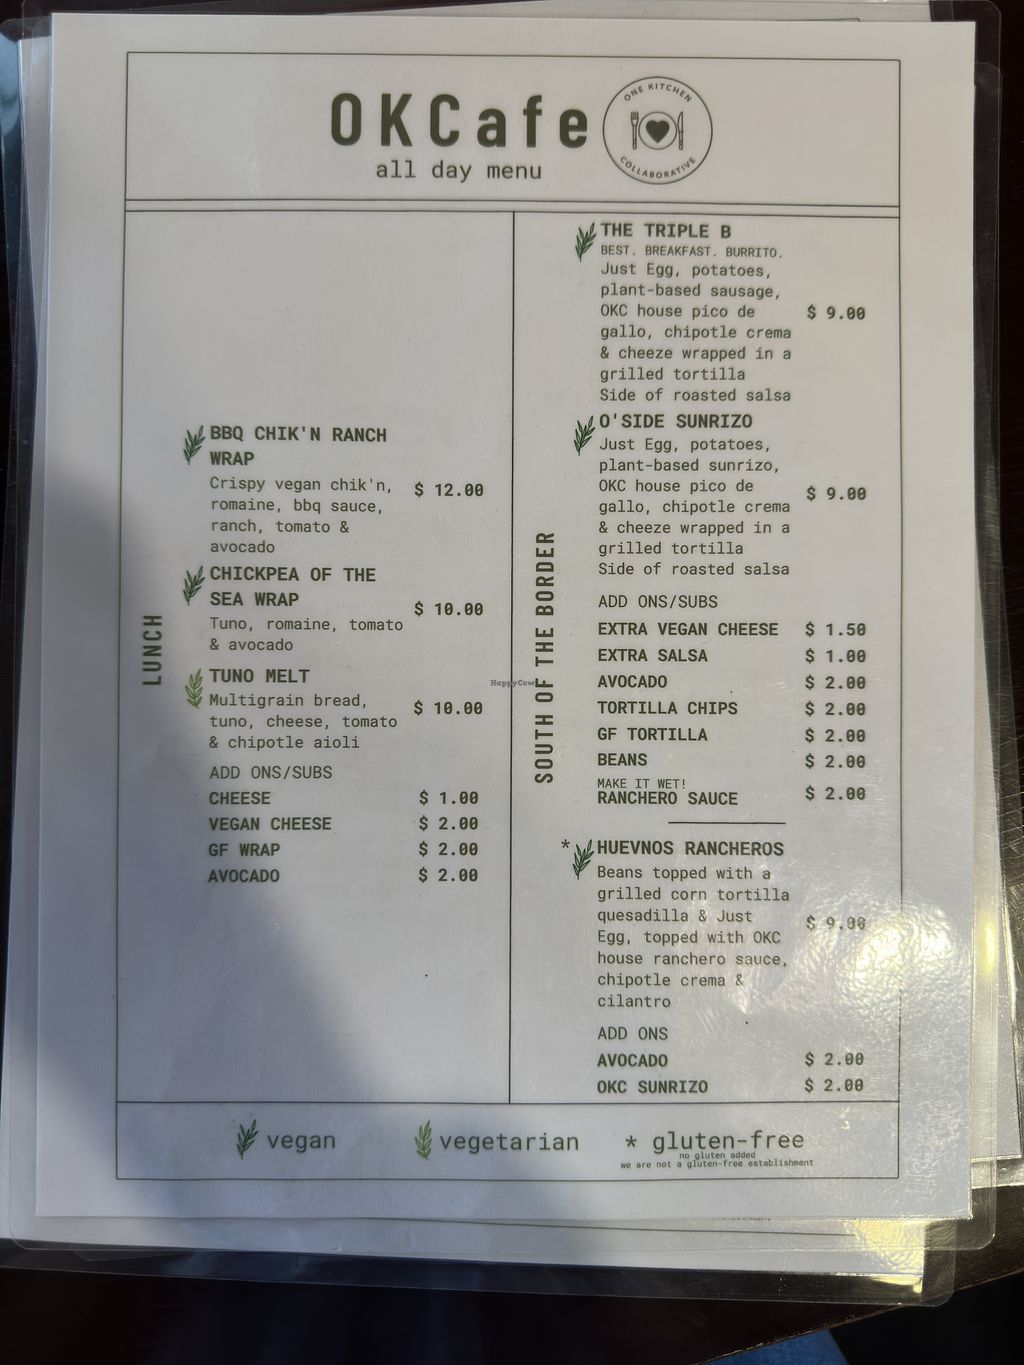 OKCafe
all day menu
ONE KITCHEN
COLLABORATIVE
LUNCH
BBQ CHIK'N RANCH
WRAP
Crispy vegan chik'n,
romaine, bbq sauce,
ranch, tomato &
avocado
$ 12.00
CHICKPEA OF THE
SEA WRAP
Tuno, romaine, tomato
& avocado
$ 10.00
TUNO MELT
Multigrain bread,
tuno, cheese, tomato
& chipotle aioli
$ 10.00
ADD ONS/SUBS
CHEESE $ 1.00
VEGAN CHEESE $ 2.00
GF WRAP $ 2.00
AVOCADO $ 2.00
SOUTH OF THE BORDER
THE TRIPLE B
BEST. BREAKFAST. BURRITO.
Just Egg, potatoes,
plant-based sausage,
OKC house pico de
gallo, chipotle crema
& cheeze wrapped in a
grilled tortilla
Side of roasted salsa
$ 9.00
O'SIDE SUNRIZO
Just Egg, potatoes,
plant-based sunrizo,
OKC house pico de
gallo, chipotle crema
& cheeze wrapped in a
grilled tortilla
Side of roasted salsa
$ 9.00
ADD ONS/SUBS
EXTRA VEGAN CHEESE $ 1.50
EXTRA SALSA $ 1.00
AVOCADO $ 2.00
TORTILLA CHIPS $ 2.00
GF TORTILLA $ 2.00
BEANS $ 2.00
MAKE IT WET!
RANCHERO SAUCE $ 2.00
* HUEVNOS RANCHEROS
Beans topped with a
grilled corn tortilla
quesadilla & Just
Egg, topped with OKC
house ranchero sauce,
chipotle crema &
cilantro
$ 9.00
ADD ONS
AVOCADO $ 2.00
OKC SUNRIZO $ 2.00
vegan
vegetarian
* gluten-free
no gluten added
we are not a gluten-free establishment
HappyCow